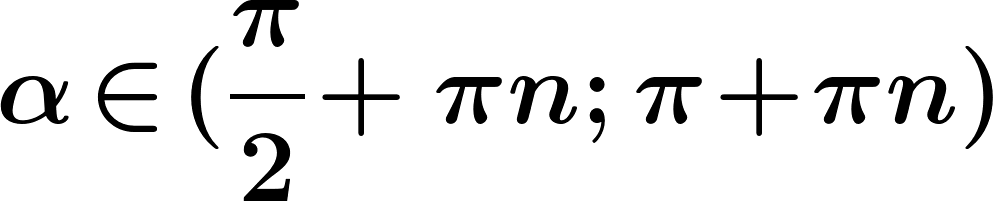 α ∈ (π/2 + πn; π + πn)